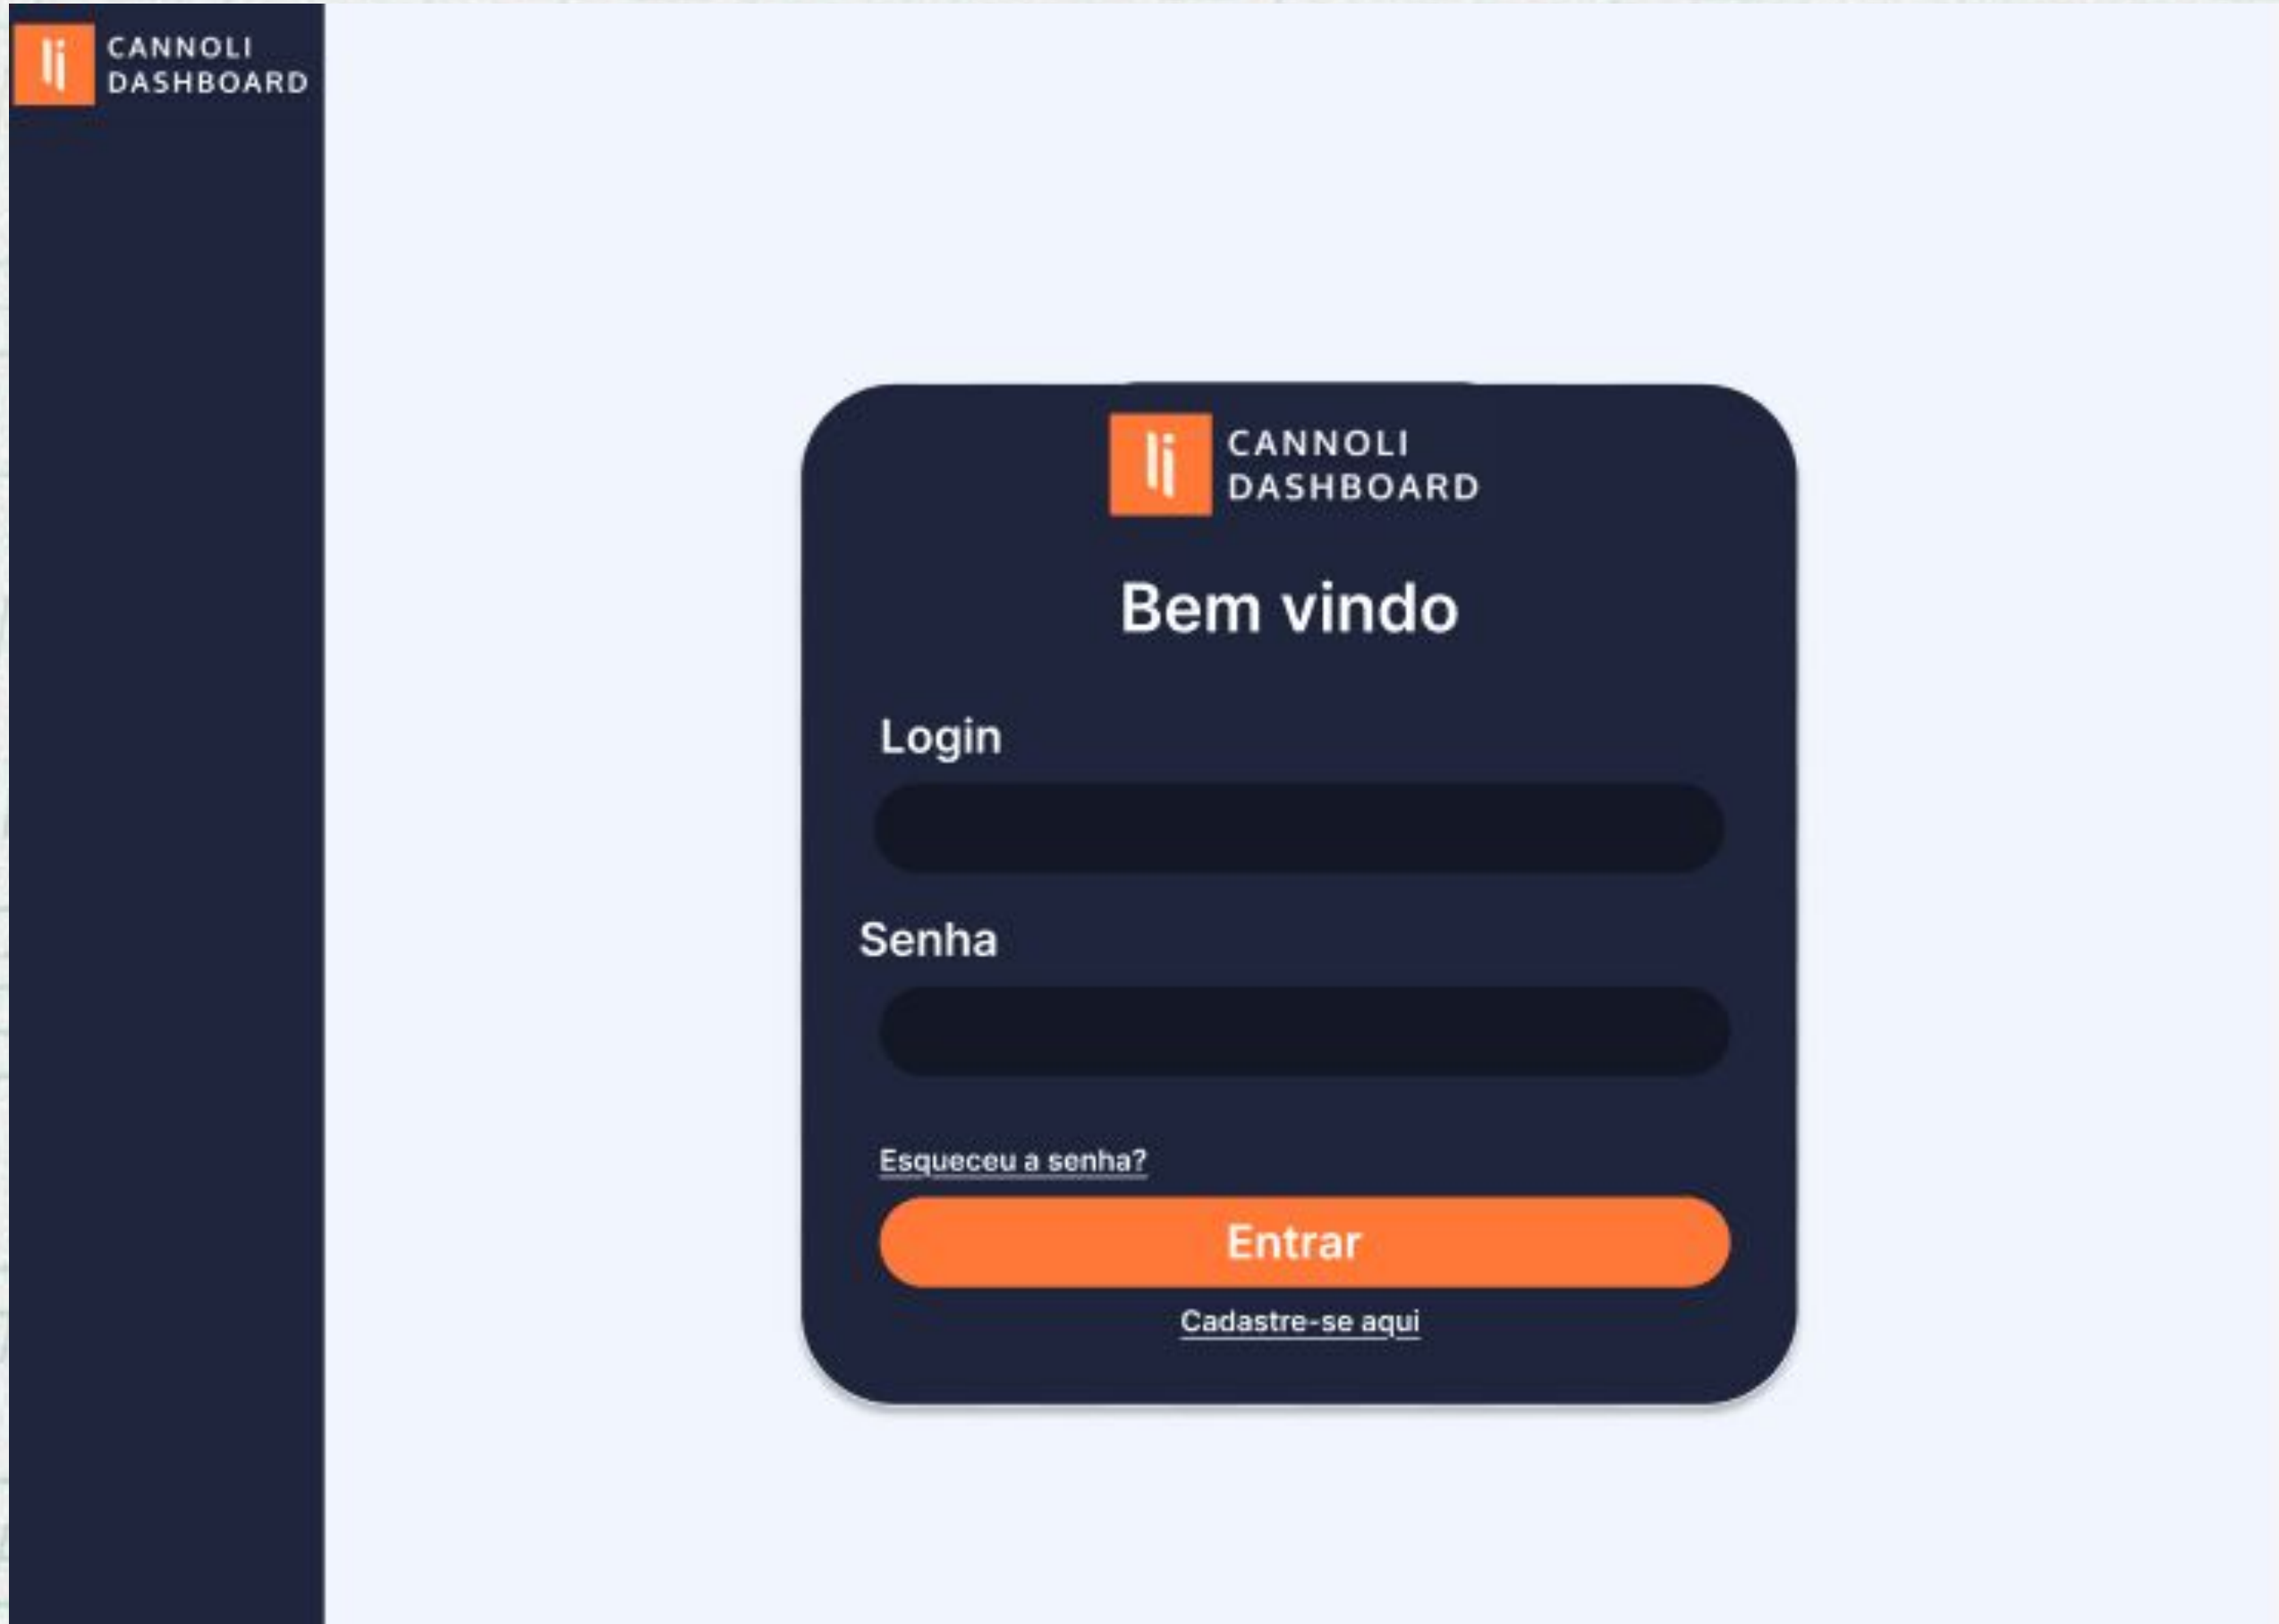 CANNOLI
DASHBOARD
CANNOLI
DASHBOARD
Bem vindo
Login
Senha
Esqueceu a senha?
Entrar
Cadastre-se aqui